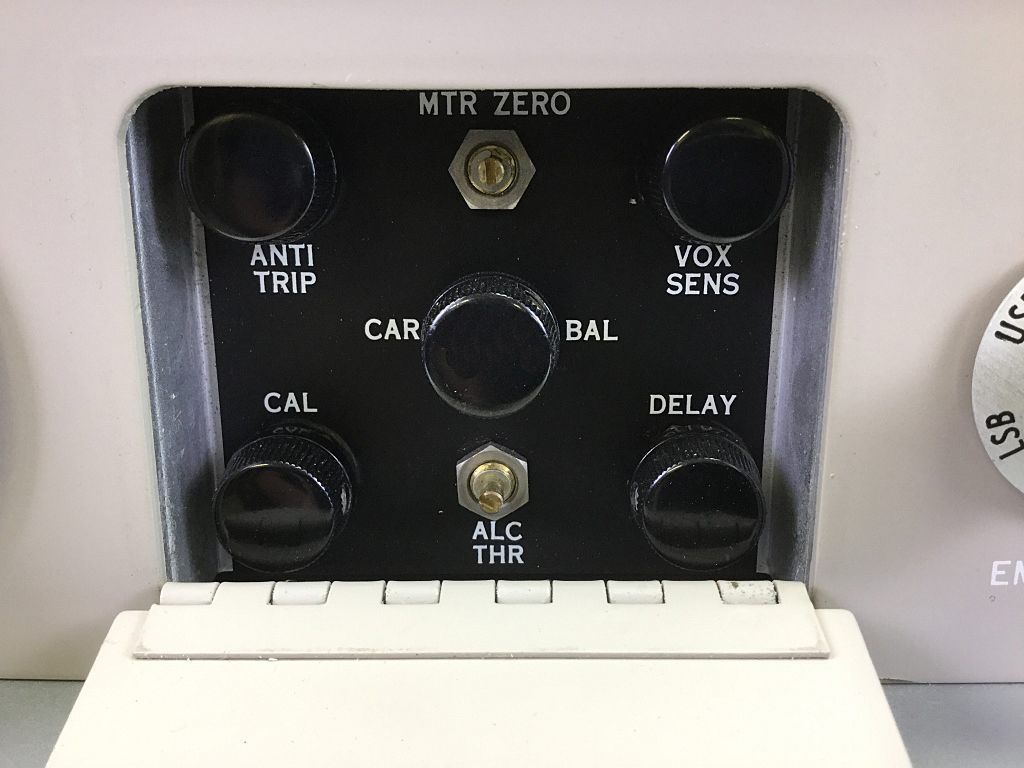 MTR ZERO
ANTI
TRIP
VOX
SENS
CAR BAL
CAL
DELAY
ALC
THR
LSB